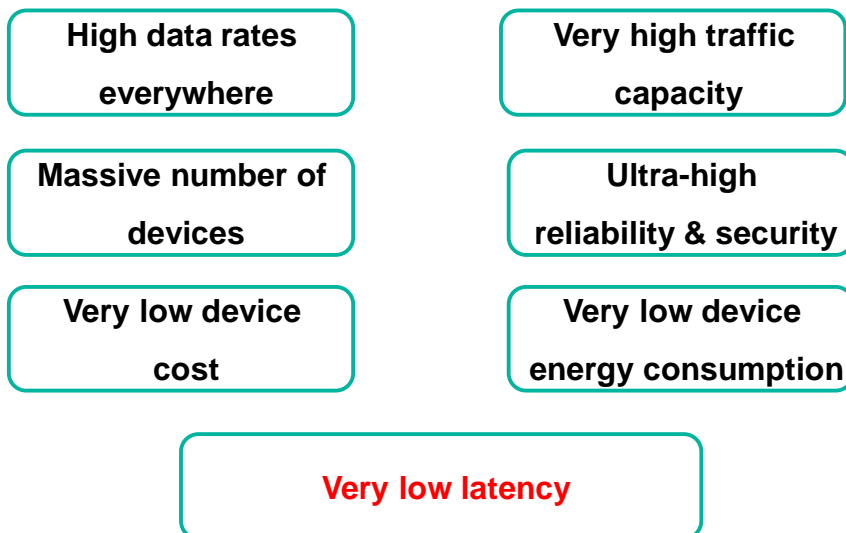 High data rates
everywhere
Very high traffic
capacity
Massive number of
devices
Ultra-high
reliability & security
Very low device
cost
Very low device
energy consumption
Very low latency